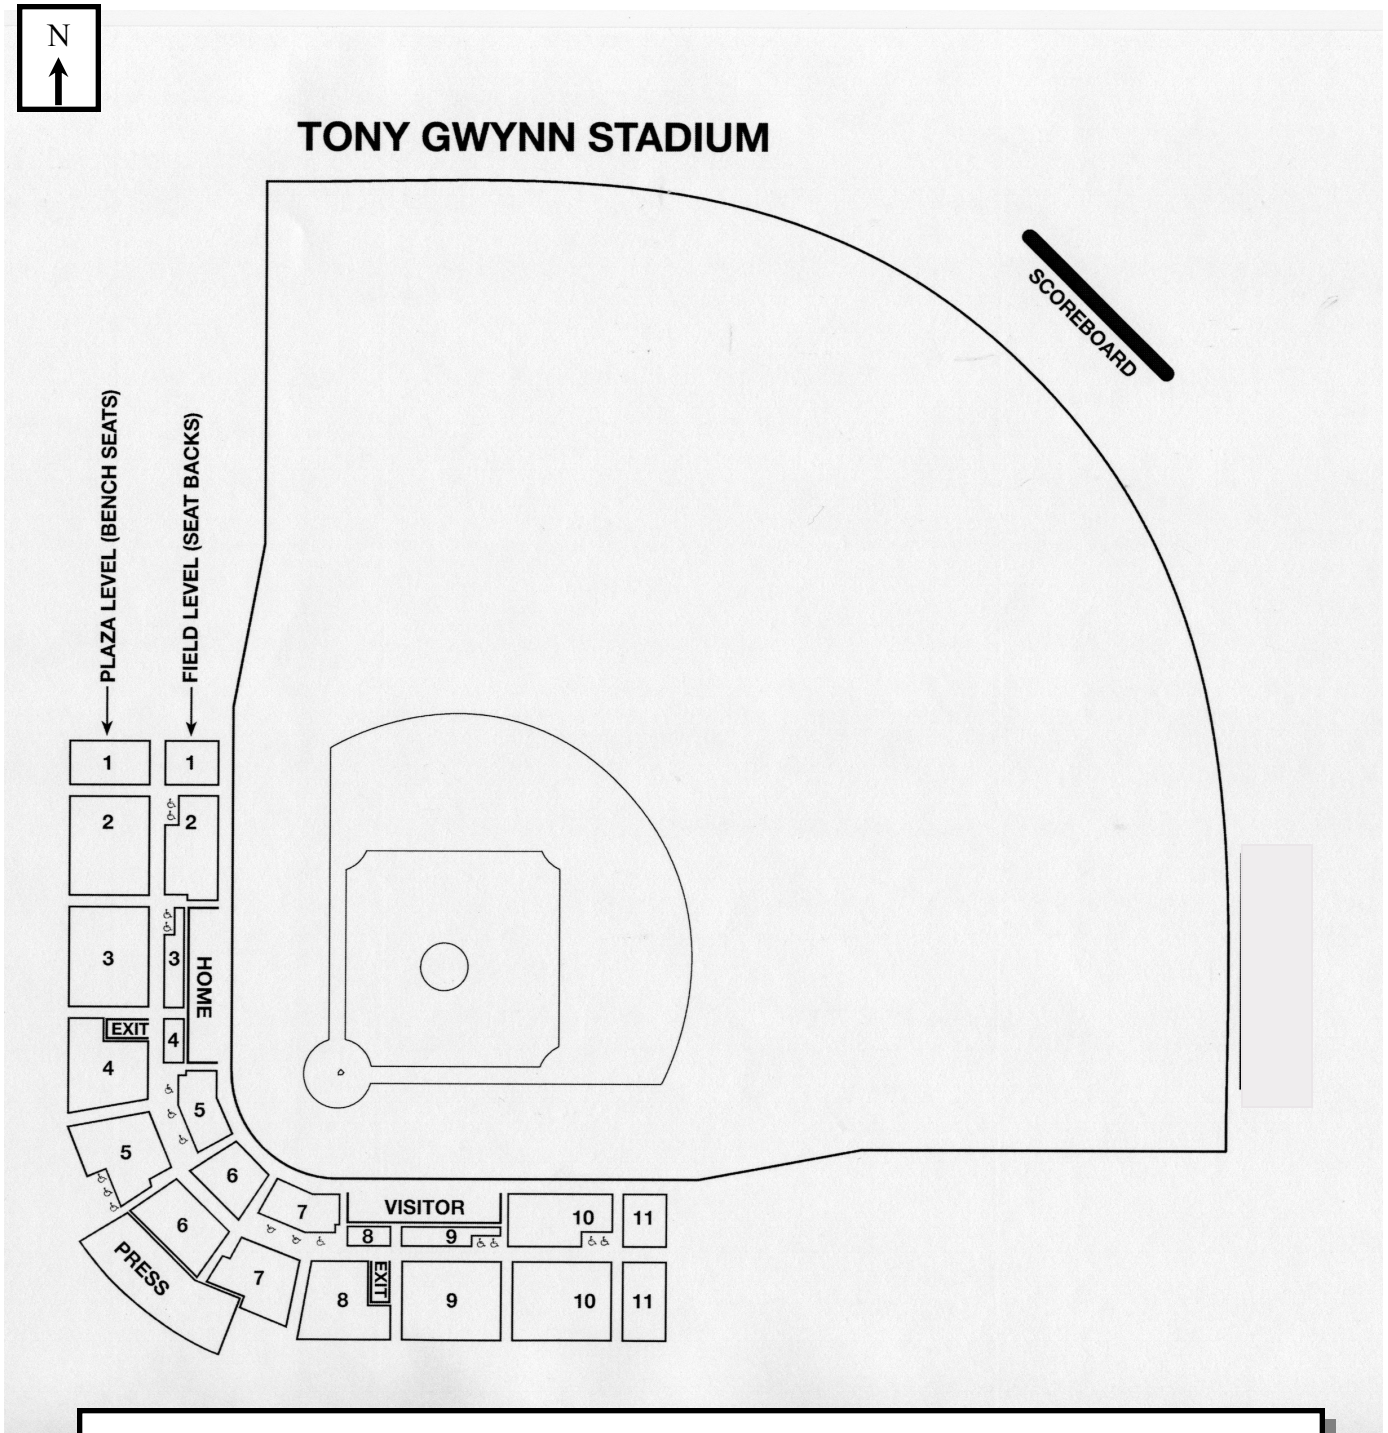 N
TONY GWYNN STADIUM
SCOREBOARD
PLAZA LEVEL (BENCH SEATS)
FIELD LEVEL (SEAT BACKS)
1
1
2
2
3
3
HOME
EXIT
4
4
5
5
6
6
PRESS
7
7
VISITOR
8
9
10
11
EXIT
8
9
10
11